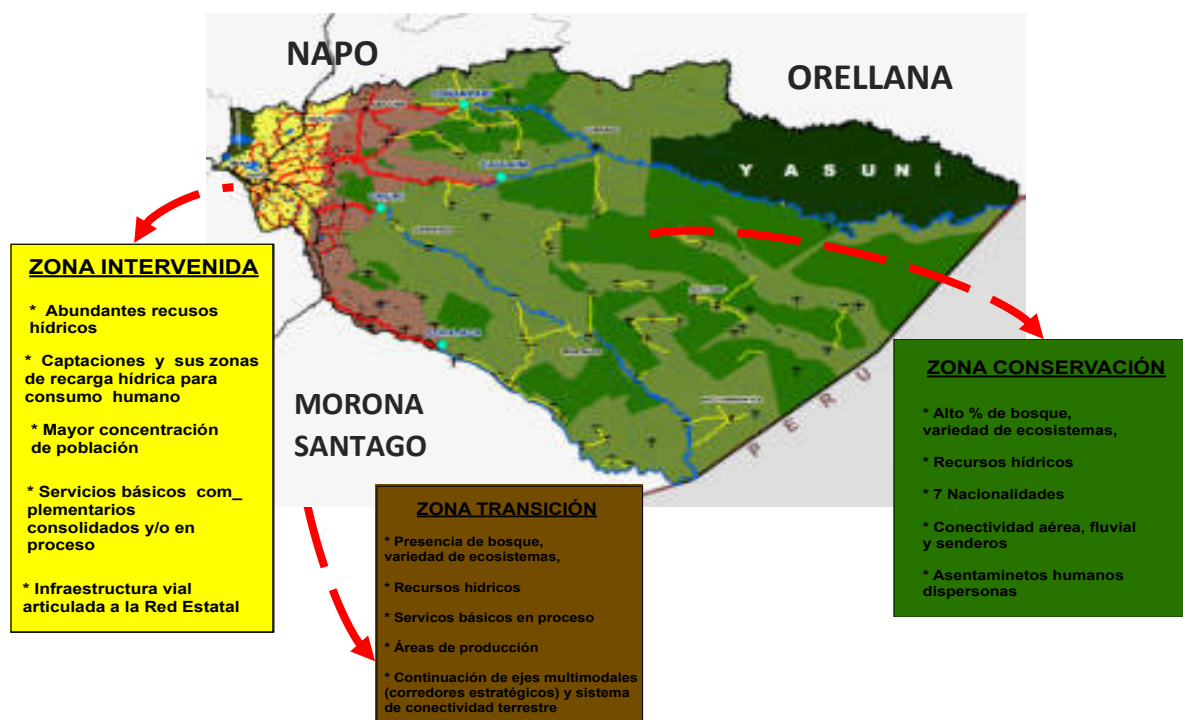 NAPO
ORELLANA
Y A S U N Í
ZONA INTERVENIDA
* Abundantes recusos
hídricos
* Captaciones y sus zonas
de recarga hídrica para
consumo humano
* Mayor concentración
de población
* Servicios básicos com_
plementarios
consolidados y/o en
proceso
* Infraestructura vial
articulada a la Red Estatal
MORONA
SANTAGO
P E R U
ZONA TRANSICIÓN
* Presencia de bosque,
variedad de ecosistemas,
* Recursos hídricos
* Servicos básicos en proceso
* Áreas de producción
* Continuación de ejes multimodales
(corredores estratégicos) y sistema
de conectividad terrestre
ZONA CONSERVACIÓN
* Alto % de bosque,
variedad de ecosistemas,
* Recursos hídricos
* 7 Nacionalidades
* Conectividad aérea, fluvial
y senderos
* Asentaminetos humanos
dispersonas